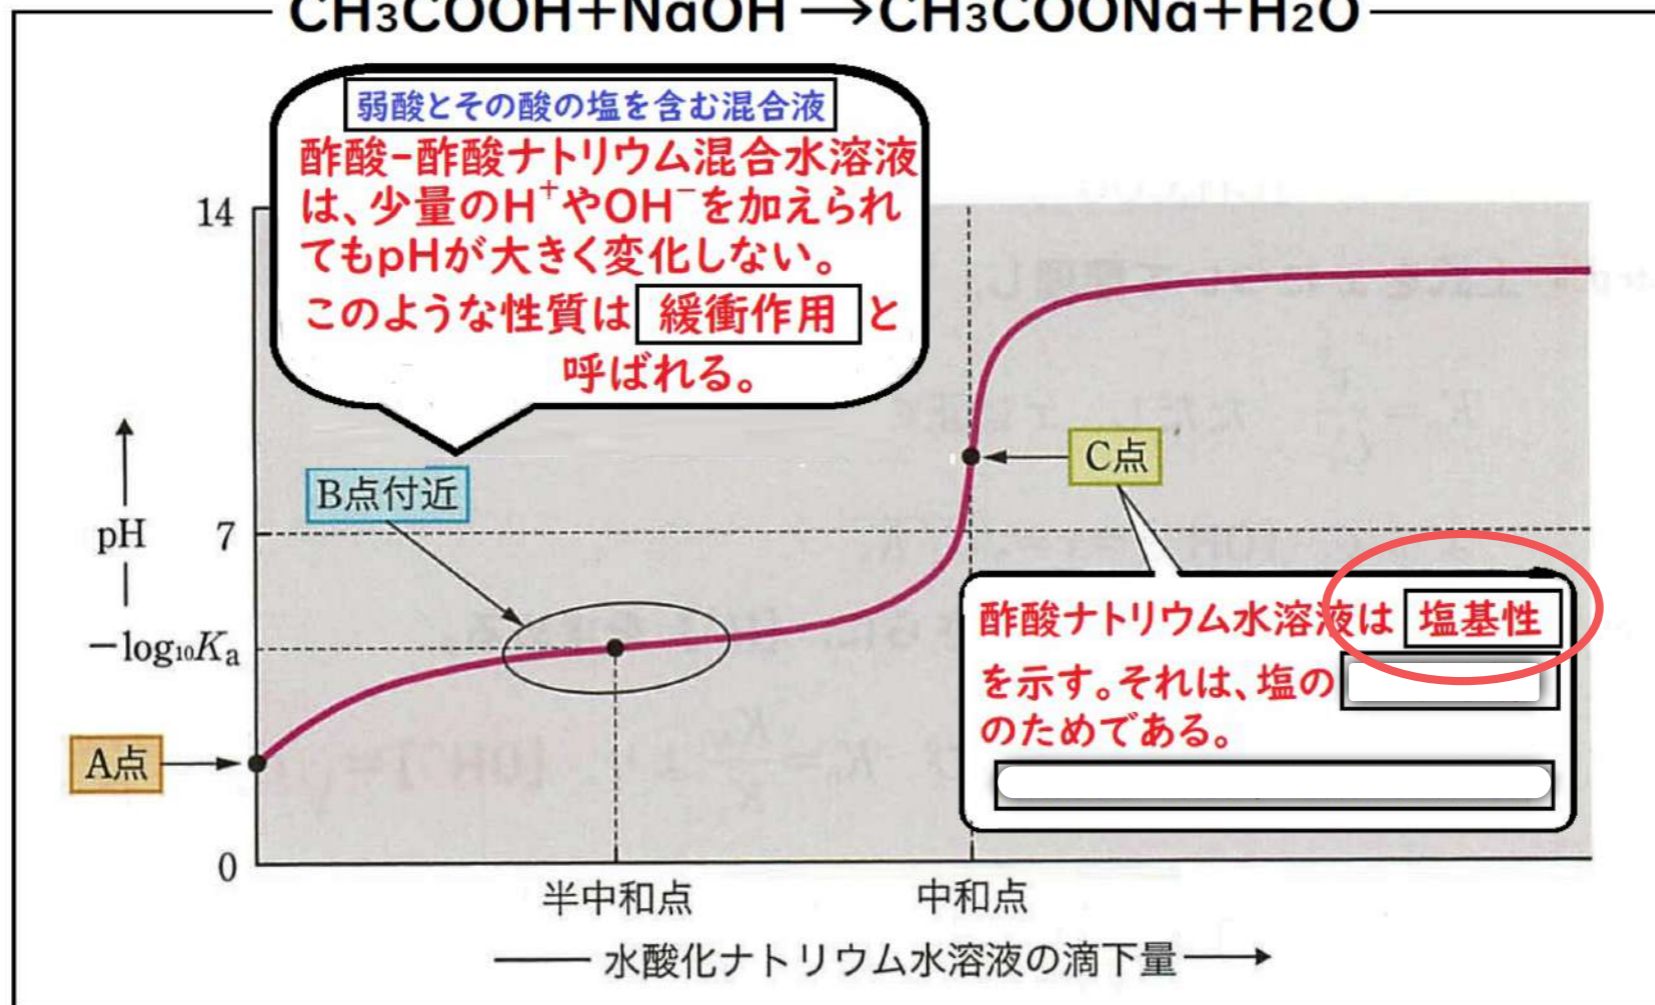 CH3COOH+NaOH→CH3COONa+H2O
弱酸とその酸の塩を含む混合液
酢酸-酢酸ナトリウム混合水溶液
は、少量のH⁺やOH⁻を加えられ
てもpHが大きく変化しない。
このような性質は 緩衝作用 と
呼ばれる。
14
B点付近
C点
pH
7
酢酸ナトリウム水溶液は 塩基性
を示す。それは、塩の
のためである。
-log₁₀Ka
A点
0
半中和点
中和点
水酸化ナトリウム水溶液の滴下量